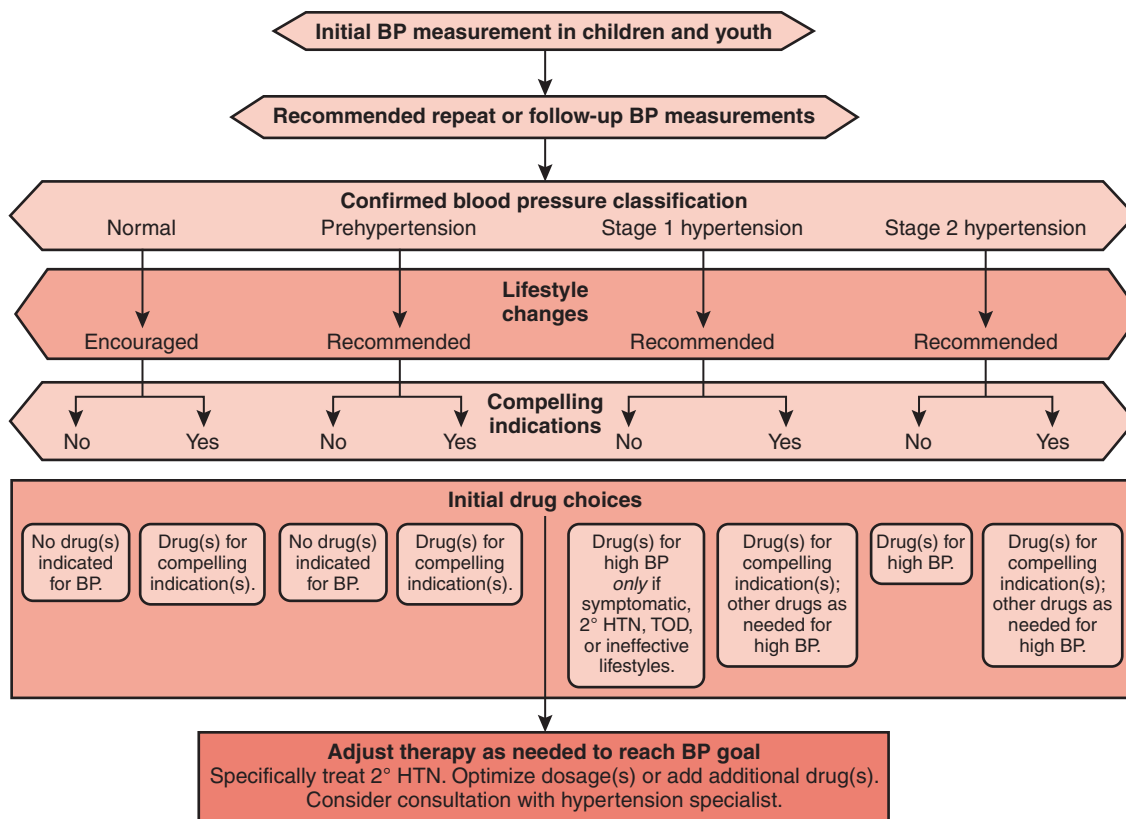 Initial BP measurement in children and youth
Recommended repeat or follow-up BP measurements
Confirmed blood pressure classification
Normal
Prehypertension
Stage 1 hypertension
Stage 2 hypertension
Lifestyle
changes
Encouraged
Recommended
Recommended
Recommended
Compelling
indications
No
Yes
No
Yes
No
Yes
No
Yes
Initial drug choices
No drug(s)
indicated
for BP.
Drug(s) for
compelling
indication(s).
No drug(s)
indicated
for BP.
Drug(s) for
compelling
indication(s).
Drug(s) for
high BP
only if
symptomatic,
2° HTN, TOD,
or ineffective
lifestyles.
Drug(s) for
compelling
indication(s);
other drugs as
needed for
high BP.
Drug(s) for
high BP.
Drug(s) for
compelling
indication(s);
other drugs as
needed for
high BP.
Adjust therapy as needed to reach BP goal
Specifically treat 2° HTN. Optimize dosage(s) or add additional drug(s).
Consider consultation with hypertension specialist.